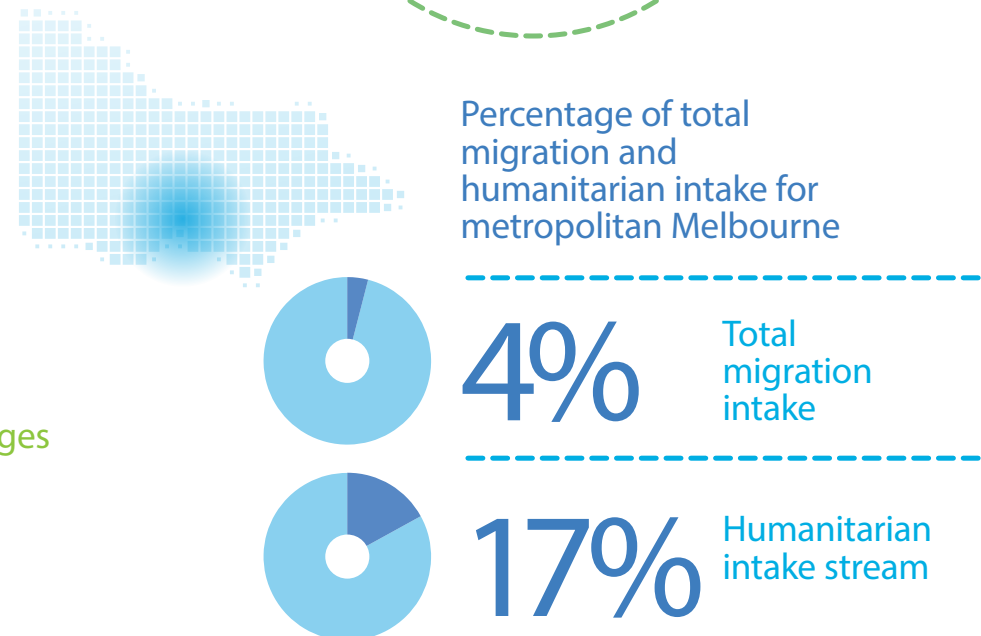 Percentage of total
migration and
humanitarian intake for
metropolitan Melbourne
4%
Total
migration
intake
ges
17%
Humanitarian
intake stream